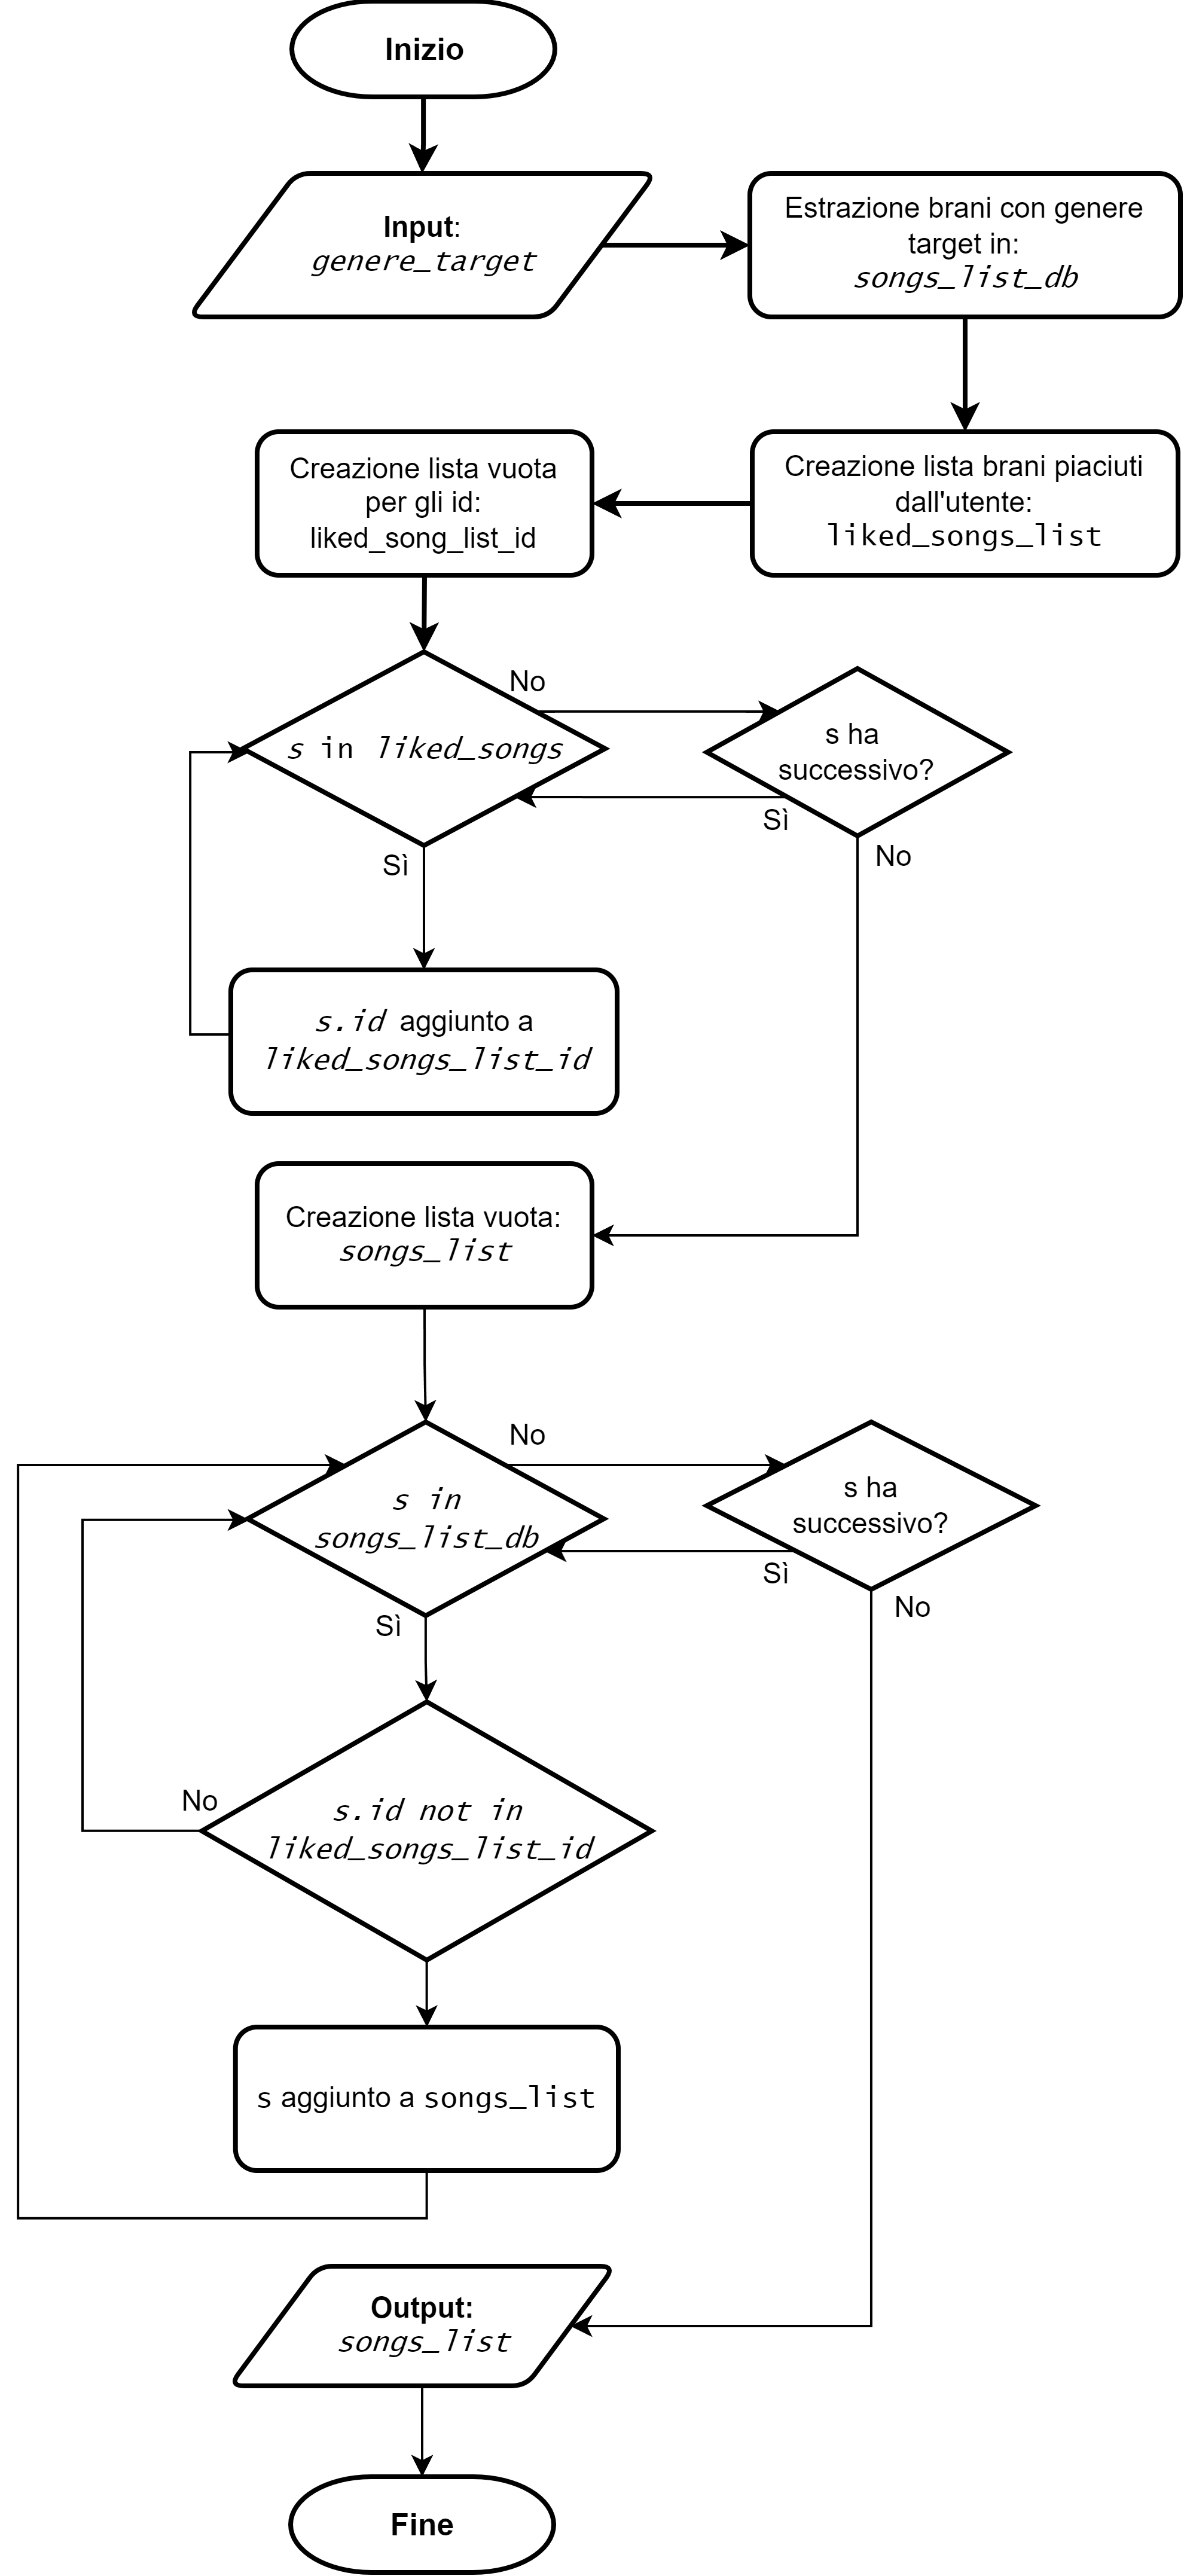 Inizio
Input:
genere_target
Estrazione brani con genere
target in:
songs_list_db
Creazione lista brani piaciuti
dall'utente:
liked_songs_list
Creazione lista vuota
per gli id:
liked_song_list_id
No
s in liked_songs
s ha
successivo?
Sì
No
Sì
s.id aggiunto a
liked_songs_list_id
Creazione lista vuota:
songs_list
No
s in
songs_list_db
s ha
successivo?
Sì
No
Sì
No
s.id not in
liked_songs_list_id
s aggiunto a songs_list
Output:
songs_list
Fine